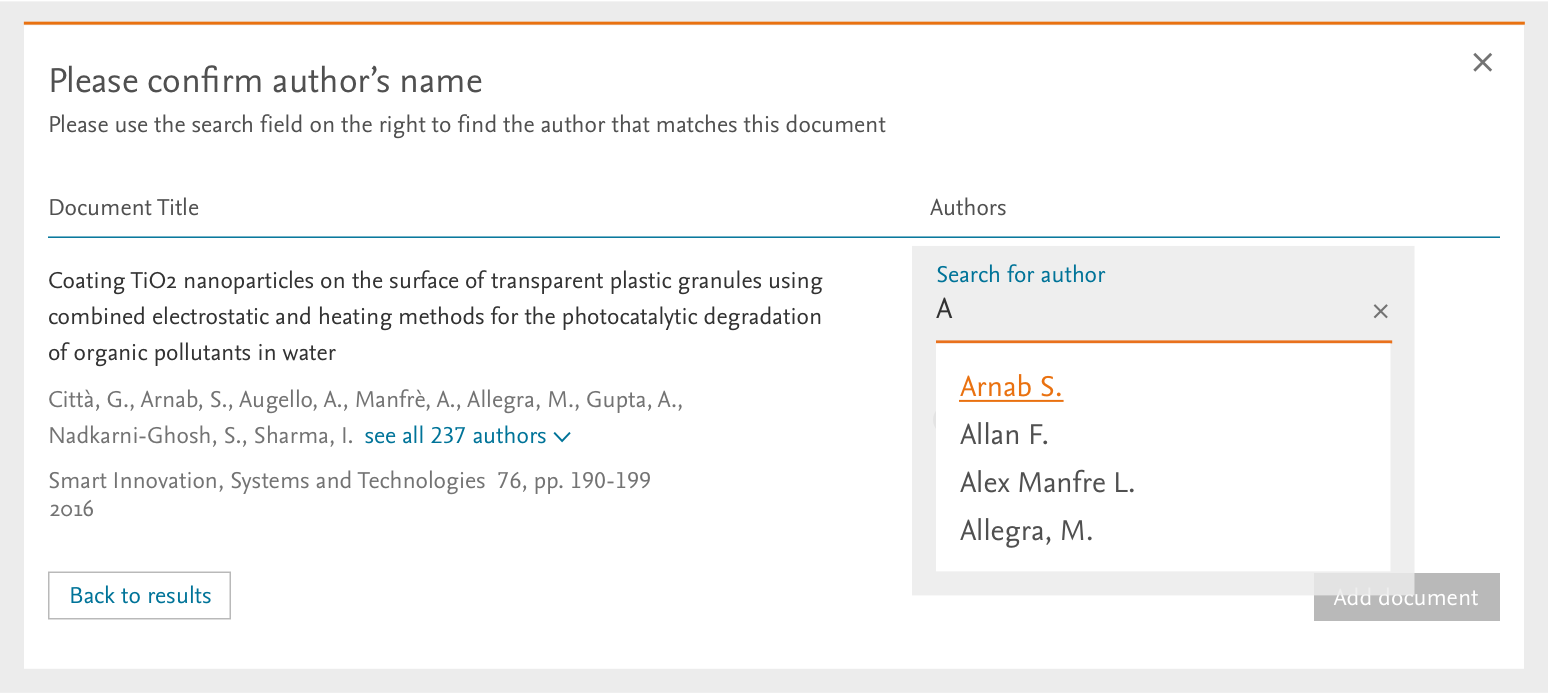 Please confirm author’s name
Please use the search field on the right to find the author that matches this document
Document Title
Authors
Coating TiO2 nanoparticles on the surface of transparent plastic granules using
combined electrostatic and heating methods for the photocatalytic degradation
of organic pollutants in water
Città, G., Arnab, S., Augello, A., Manfrè, A., Allegra, M., Gupta, A.,
Nadkarni-Ghosh, S., Sharma, I. see all 237 authors
Smart Innovation, Systems and Technologies 76, pp. 190-199
2016
Search for author
A
Arnab S.
Allan F.
Alex Manfre L.
Allegra, M.
Back to results
Add document